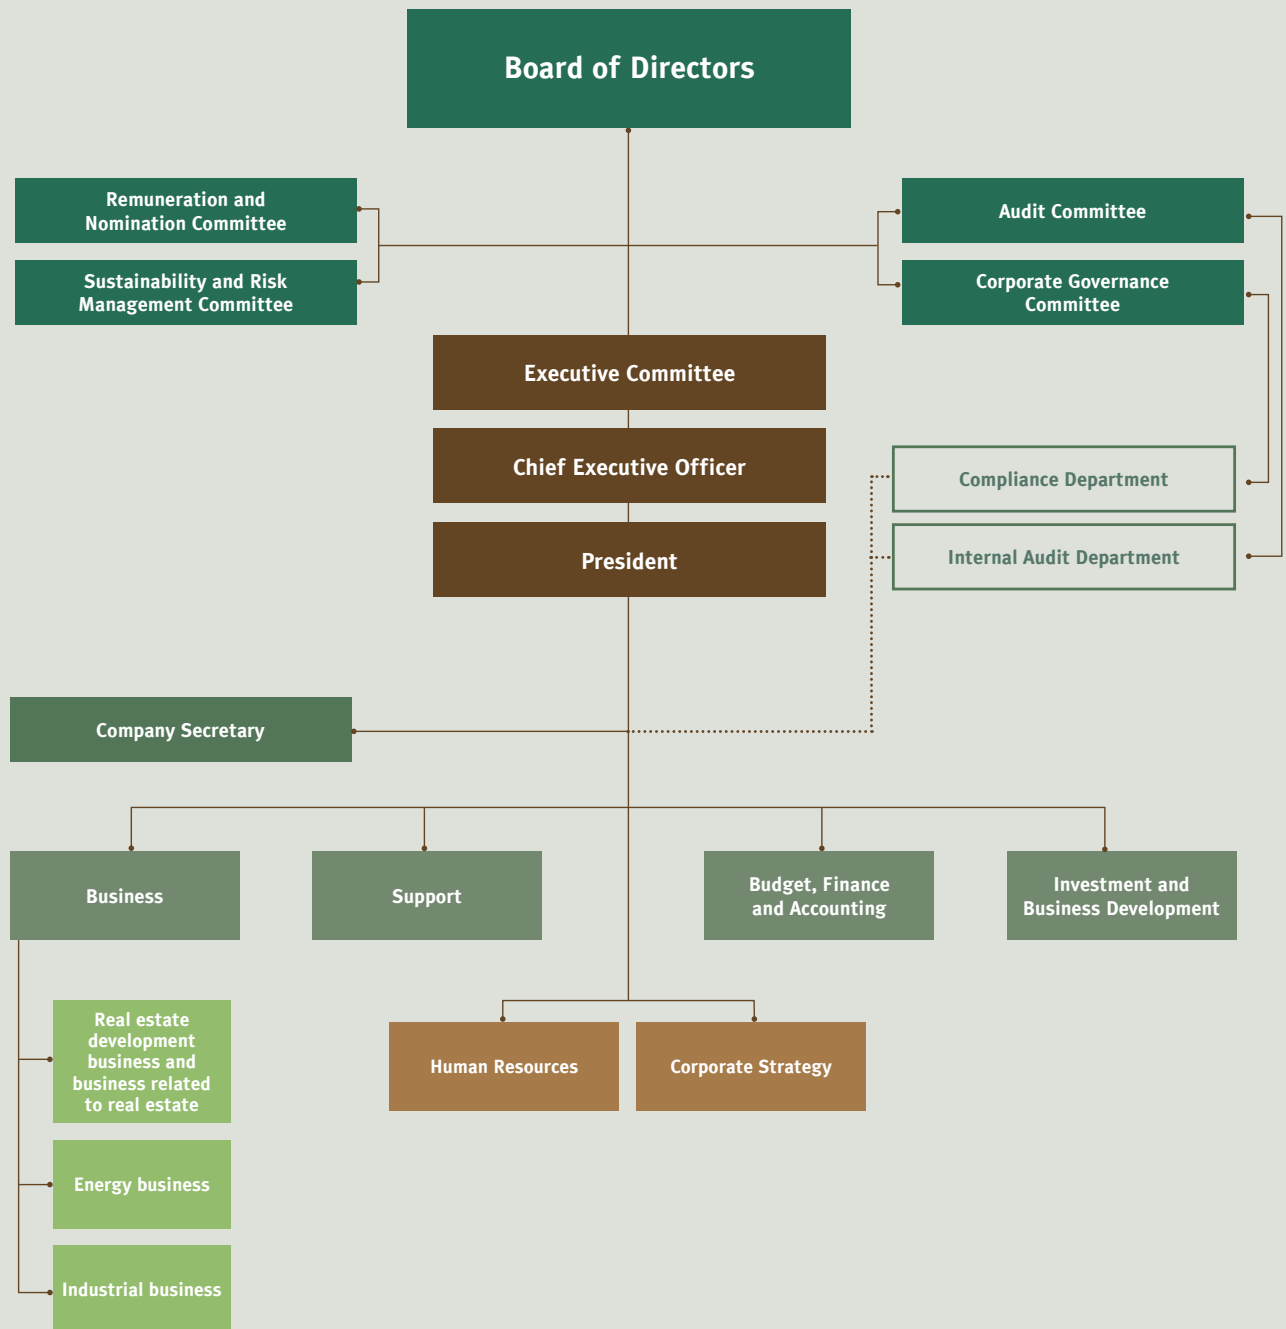 Board of Directors
Remuneration and
Nomination Committee
Audit Committee
Sustainability and Risk
Management Committee
Corporate Governance
Committee
Executive Committee
Chief Executive Officer
Compliance Department
President
Internal Audit Department
Company Secretary
Business
Support
Budget, Finance
and Accounting
Investment and
Business Development
Real estate
development
business and
business related
to real estate
Human Resources
Corporate Strategy
Energy business
Industrial business